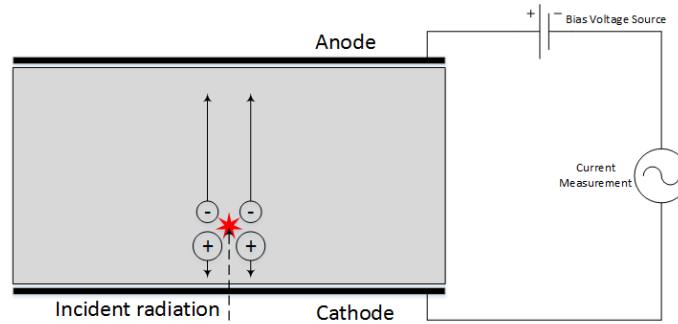 Anode
+ − Bias Voltage Source
- -
+ +
Current
Measurement
Incident radiation
Cathode